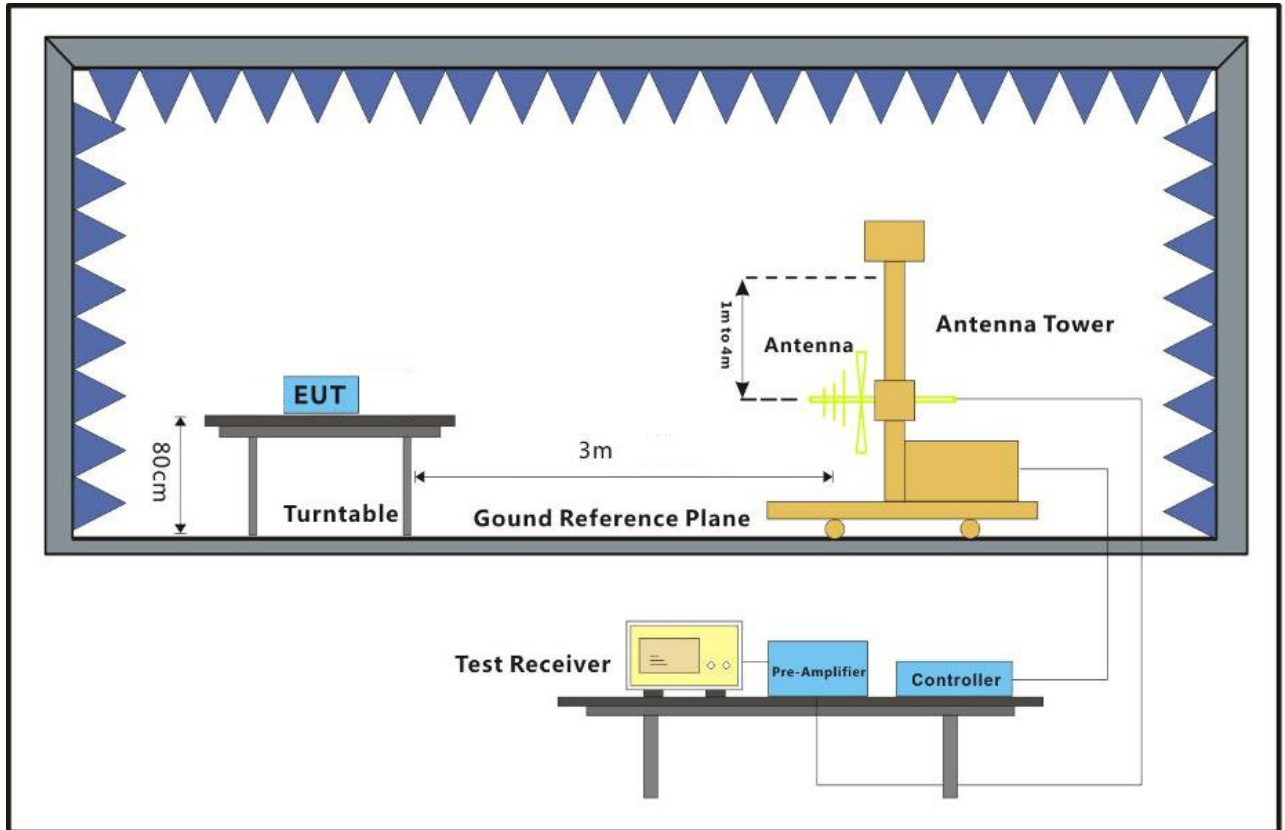 1m to 4m
Antenna
Antenna Tower
EUT
80cm
3m
Turntable
Gound Reference Plane
Test Receiver
Pre-Amplifier
Controller